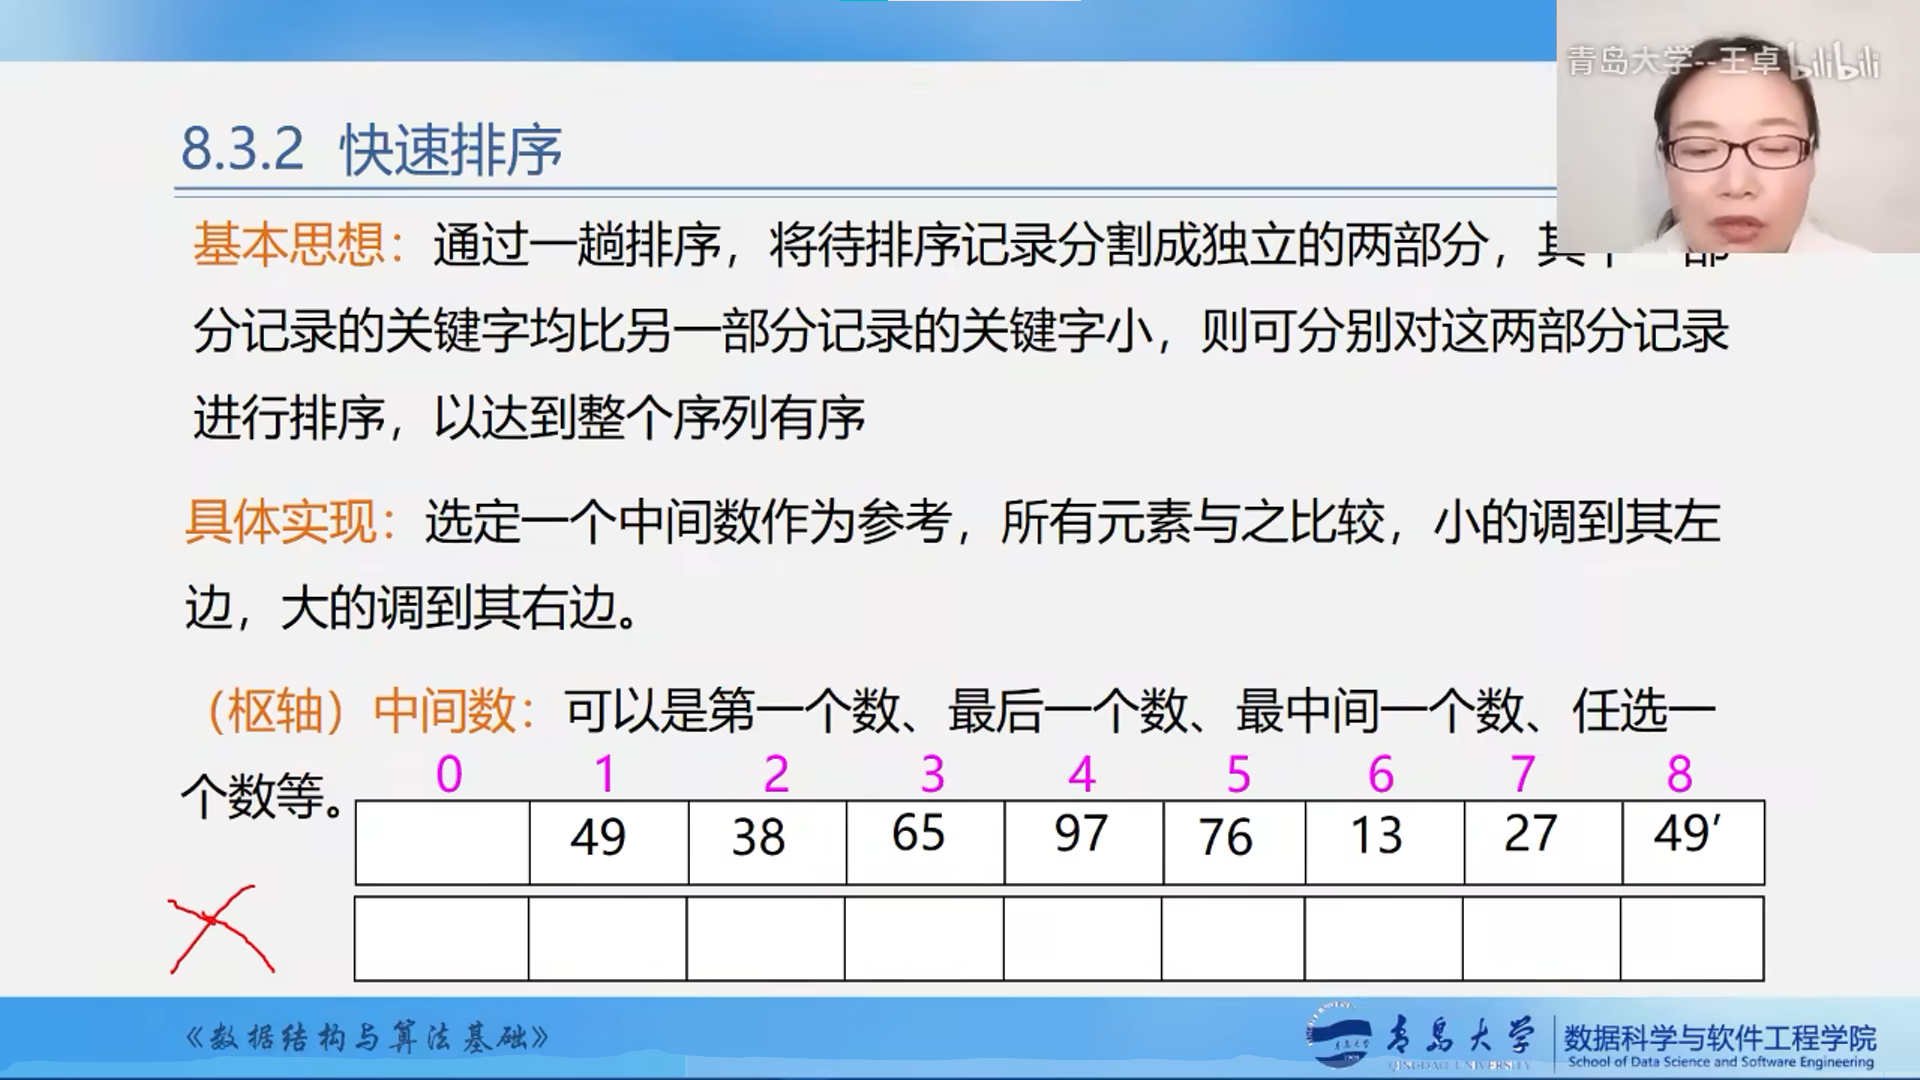 青岛大学--王卓 bilibili
8.3.2 快速排序
基本思想：通过一趟排序，将待排序记录分割成独立的两部分，其中一部
分记录的关键字均比另一部分记录的关键字小，则可分别对这两部分记录
进行排序，以达到整个序列有序
具体实现：选定一个中间数作为参考，所有元素与之比较，小的调到其左
边，大的调到其右边。
（枢轴）中间数：可以是第一个数、最后一个数、最中间一个数、任选一
个数等。
0 1 2 3 4 5 6 7 8
49 38 65 97 76 13 27 49′
《数据结构与算法基础》
青岛大学
QINGDAO UNIVERSITY
数据科学与软件工程学院
School of Data Science and Software Engineering